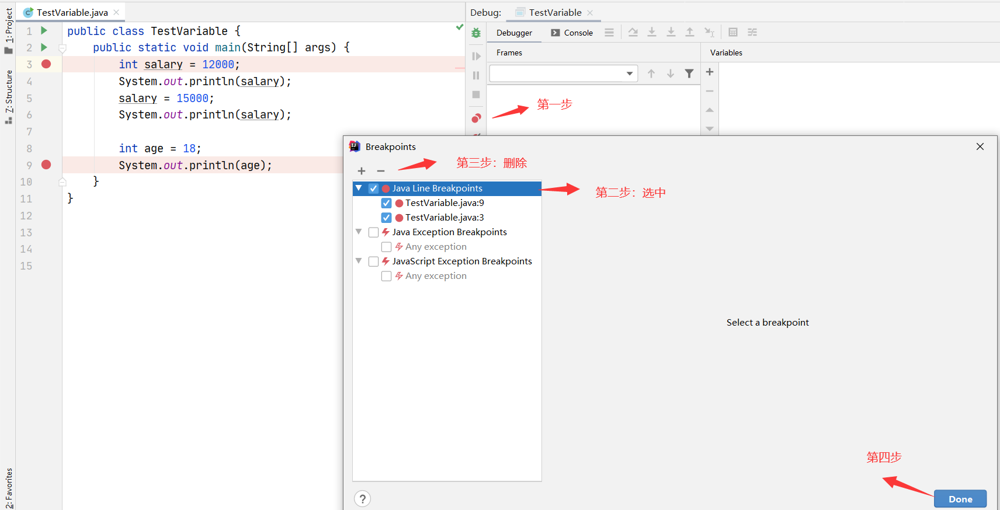 1: Project
7: Structure
2: Favorites
TestVariable.java
1 public class TestVariable {
2 public static void main(String[] args) {
3 int salary = 12000;
4 System.out.println(salary);
5 salary = 15000;
6 System.out.println(salary);
7
8 int age = 18;
9 System.out.println(age);
10 }
11 }
12
13
14
15
Debug: TestVariable
Debugger Console
Frames Variables
第一步
Breakpoints
第三步：删除
Java Line Breakpoints
第二步：选中
TestVariable.java:9
TestVariable.java:3
Java Exception Breakpoints
Any exception
JavaScript Exception Breakpoints
Any exception
Select a breakpoint
第四步
?
Done